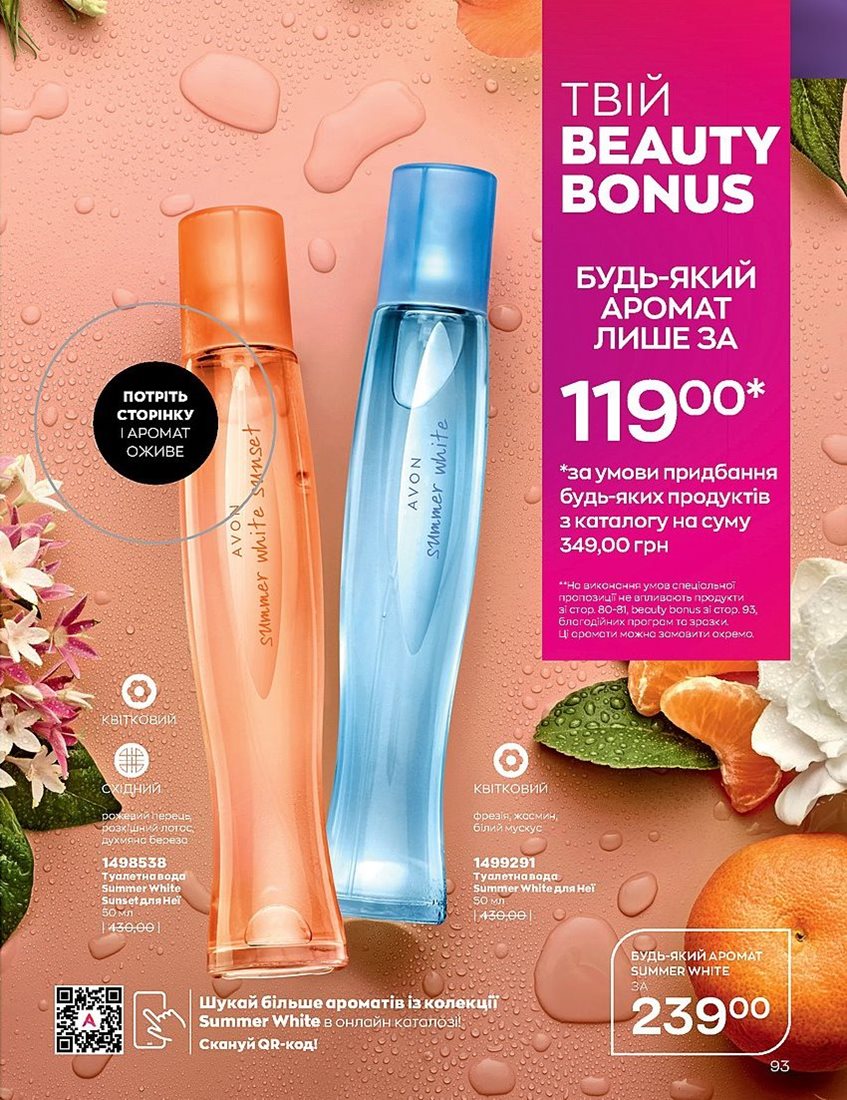 ТВІЙ
BEAUTY
BONUS
БУДЬ-ЯКИЙ
АРОМАТ
ЛИШЕ ЗА
11900*
*за умови придбання
будь-яких продуктів
з каталогу на суму
349,00 грн
**На виконання умов спеціальної
пропозиції не впливають продукти
зі стор. 80-81, beauty bonus зі стор. 93,
благодійних програм та зразки.
Ці аромати можна замовити окремо.
ПОТРІТЬ
СТОРІНКУ
І АРОМАТ
ОЖИВЕ
AVON
summer white sunset
AVON
summer white
КВІТКОВИЙ
СХІДНИЙ
рожевий перець,
розкішний лотос,
духмяна береза
1498538
Туалетна вода
Summer White
Sunset для Неї
50 мл
| 430,00 |
КВІТКОВИЙ
фрезія, жасмин,
білий мускус
1499291
Туалетна вода
Summer White для Неї
50 мл
| 430,00 |
БУДЬ-ЯКИЙ АРОМАТ
SUMMER WHITE
ЗА
23900
A
Шукай більше ароматів із колекції
Summer White в онлайн каталозі!
Скануй QR-код!
93